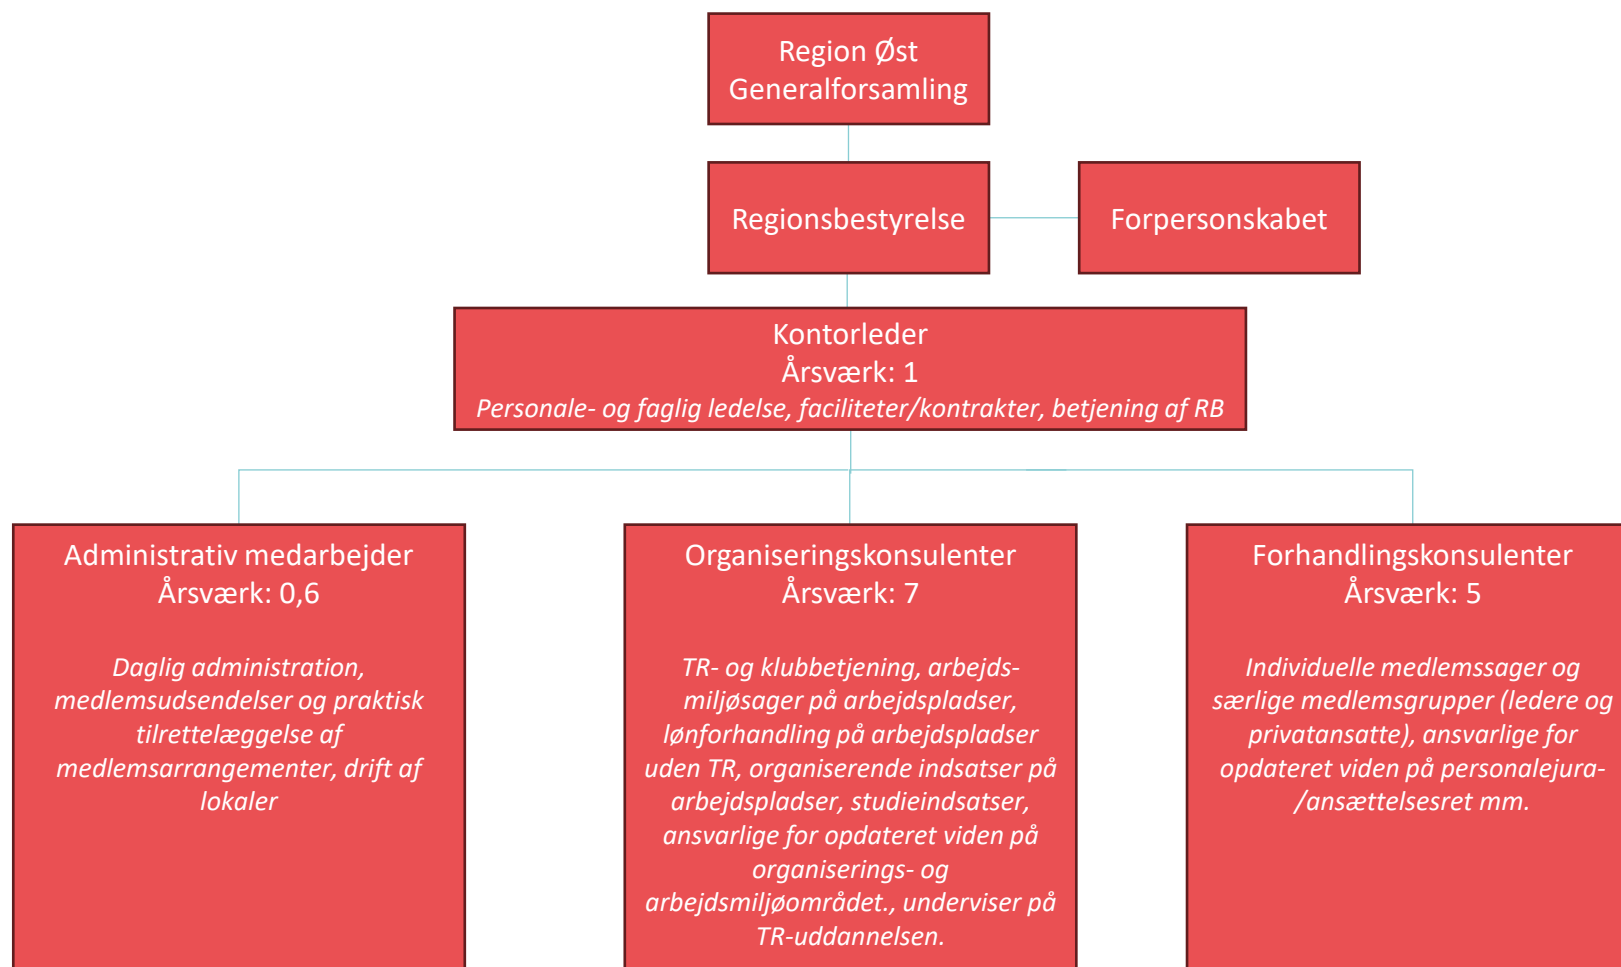 Region Øst
Generalforsamling
Regionsbestyrelse
Forpersonskabet
Kontorleder
Årsværk: 1
Personale- og faglig ledelse, faciliteter/kontrakter, betjening af RB
Administrativ medarbejder
Årsværk: 0,6
Daglig administration,
medlemsudsendelser og praktisk
tilrettelæggelse af
medlemsarrangementer, drift af
lokaler
Organiseringskonsulenter
Årsværk: 7
TR- og klubbetjening, arbejds-
miljøsager på arbejdspladser,
lønforhandling på arbejdspladser
uden TR, organiserende indsatser på
arbejdspladser, studieindsatser,
ansvarlige for opdateret viden på
organiserings- og
arbejdsmiljøområdet., underviser på
TR-uddannelsen.
Forhandlingskonsulenter
Årsværk: 5
Individuelle medlemssager og
særlige medlemsgrupper (ledere og
privatansatte), ansvarlige for
opdateret viden på personalejura-
/ansættelsesret mm.